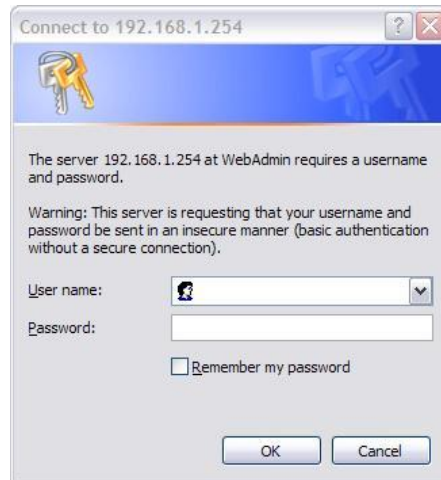 Connect to 192.168.1.254
The server 192.168.1.254 at WebAdmin requires a username
and password.
Warning: This server is requesting that your username and
password be sent in an insecure manner (basic authentication
without a secure connection).
User name:
Password:
Remember my password
OK
Cancel